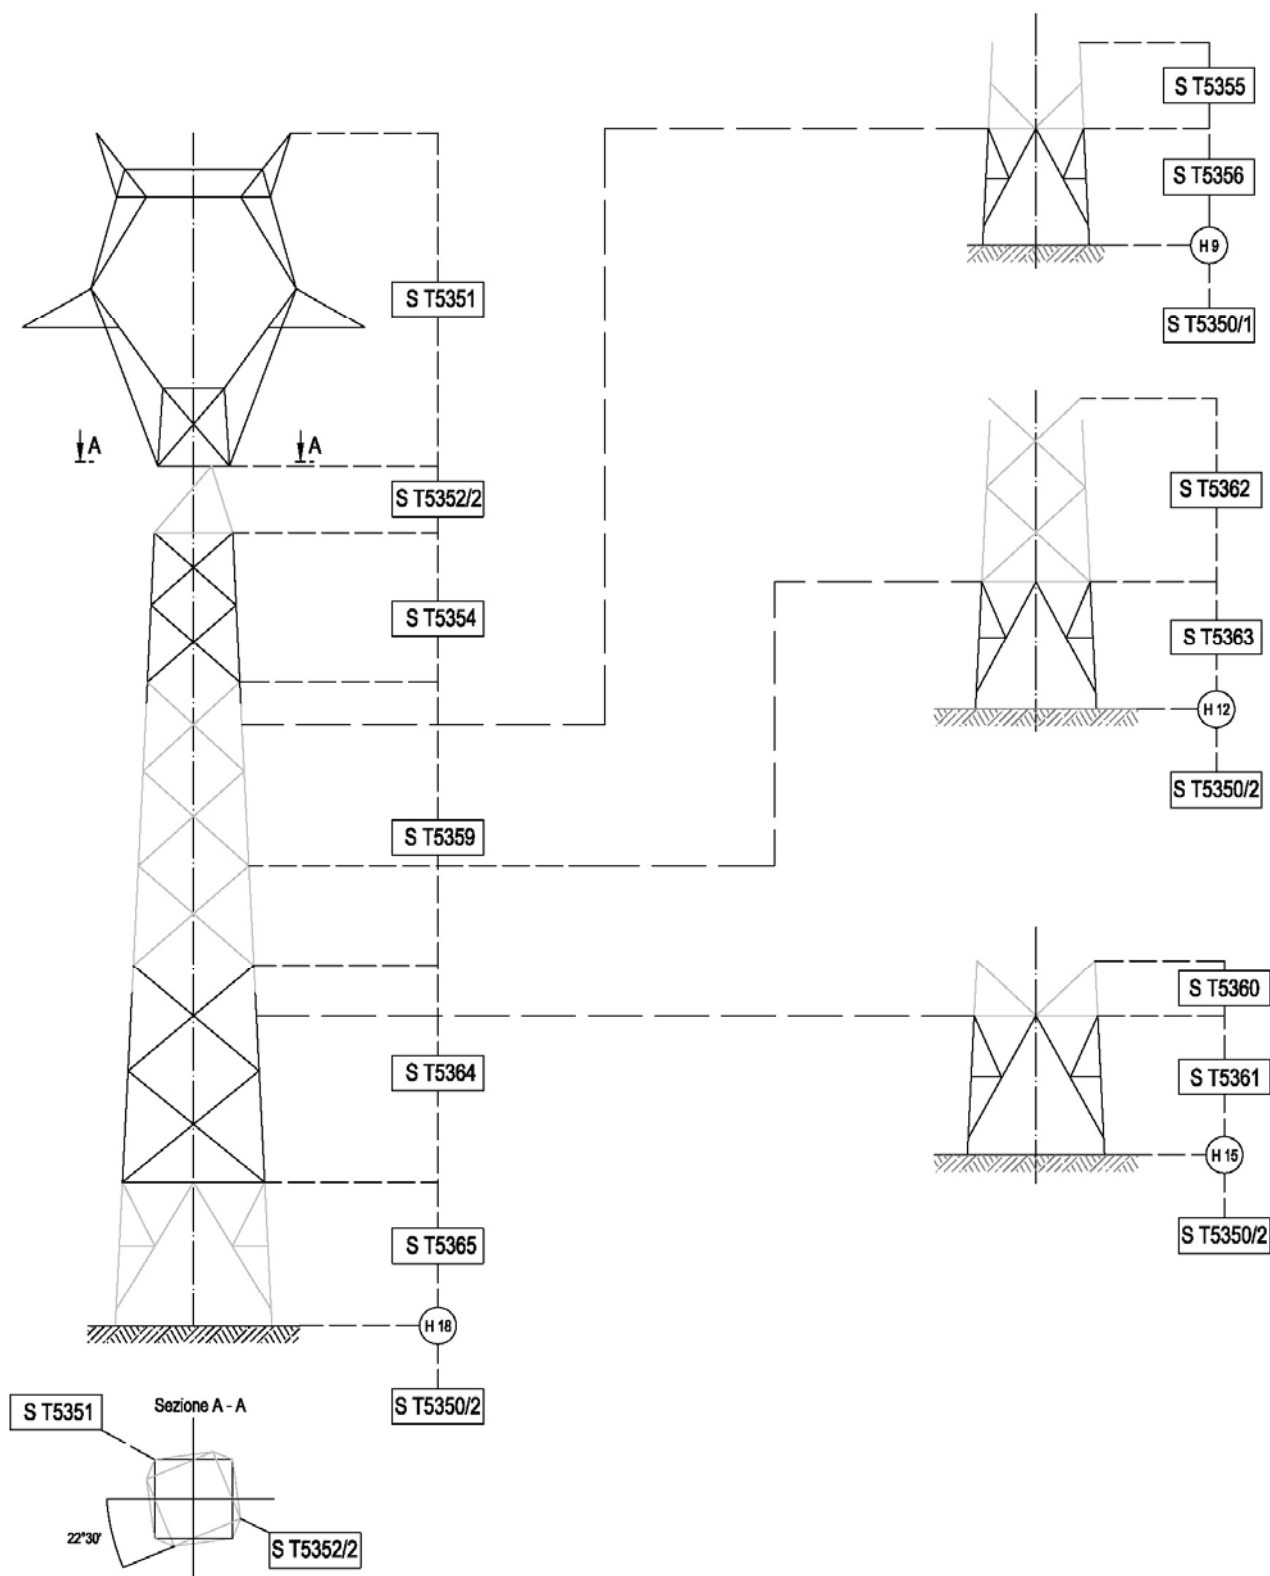 S T5355
S T5356
H 9
S T5350/1
S T5351
A
A
S T5352/2
S T5354
S T5359
S T5364
S T5365
H 18
S T5350/2
S T5362
S T5363
H 12
S T5350/2
S T5360
S T5361
H 15
S T5350/2
Sezione A - A
S T5351
22°30'
S T5352/2